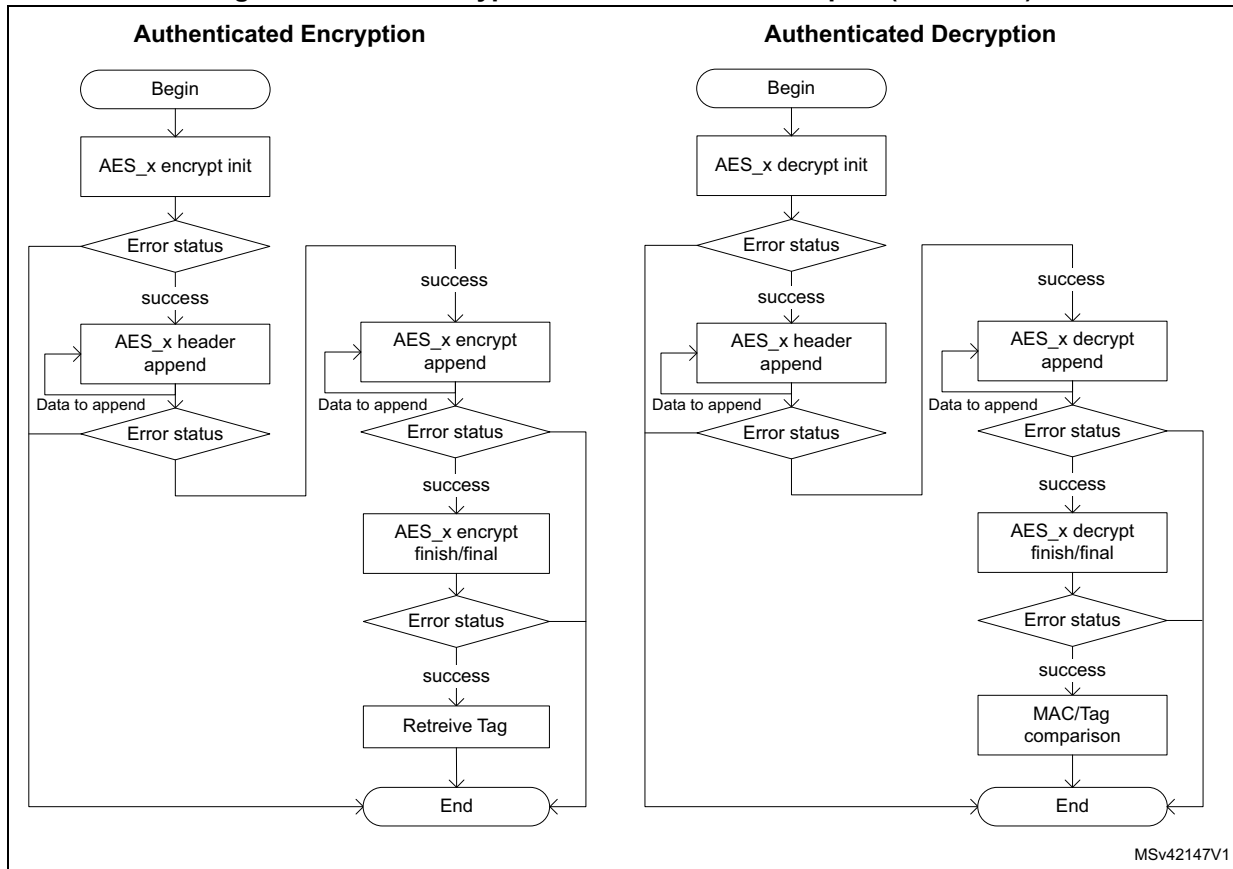 Authenticated Encryption
Begin
AES_x encrypt init
Error status
success
AES_x header
append
Data to append
Error status
success
AES_x encrypt
append
Data to append
Error status
success
AES_x encrypt
finish/final
Error status
success
Retreive Tag
End
Authenticated Decryption
Begin
AES_x decrypt init
Error status
success
AES_x header
append
Data to append
Error status
success
AES_x decrypt
append
Data to append
Error status
success
AES_x decrypt
finish/final
Error status
success
MAC/Tag
comparison
End
MSv42147V1